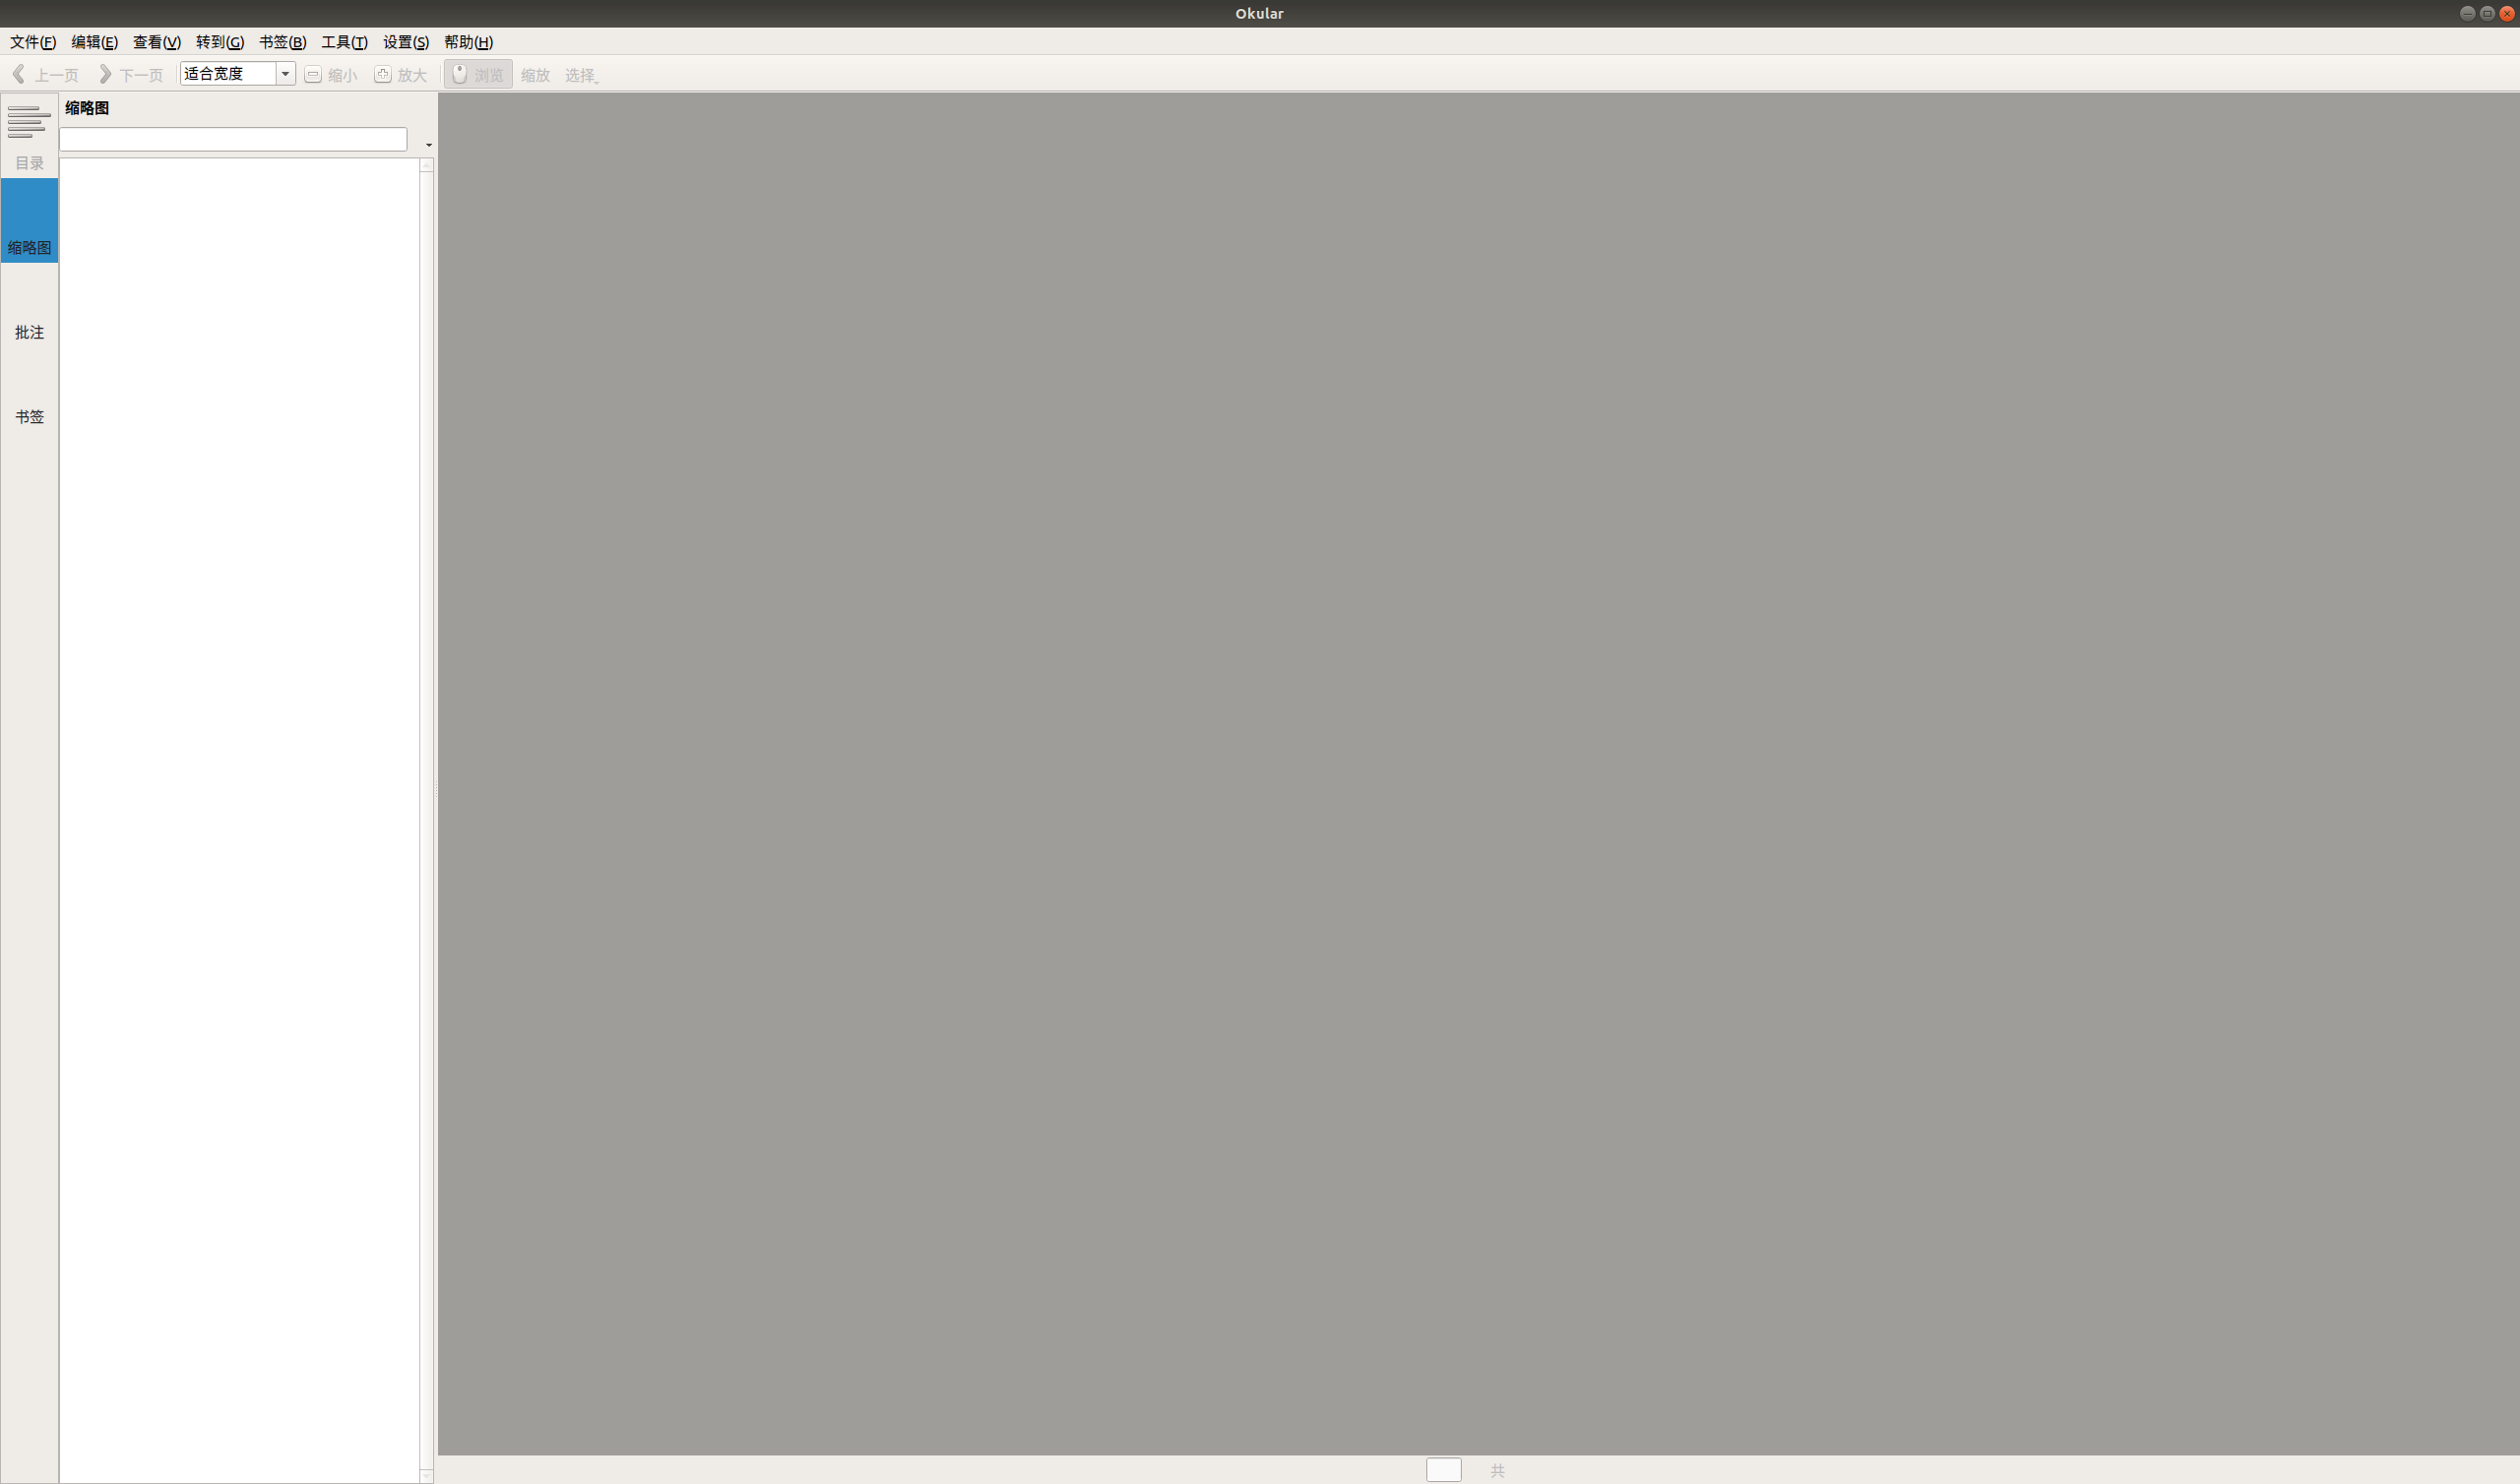 Okular
文件(F) 编辑(E) 查看(V) 转到(G) 书签(B) 工具(T) 设置(S) 帮助(H)
上一页 下一页 适合宽度 缩小 放大 浏览 缩放 选择
缩略图
目录
缩略图
批注
书签
共